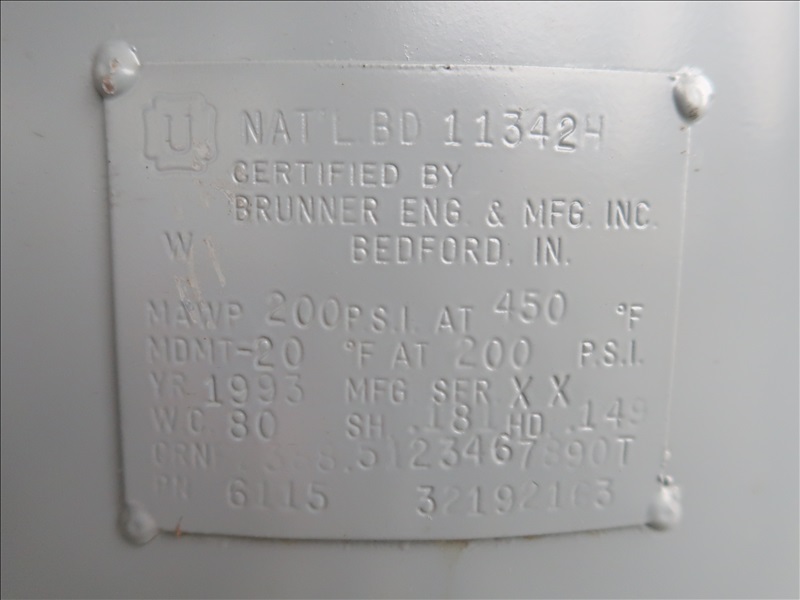 U NAT'L.BD 11342H
CERTIFIED BY
BRUNNER ENG. & MFG. INC.
W BEDFORD, IN.
MAWP 200 P.S.I. AT 450 °F
MDMT -20 °F AT 200 P.S.I.
YR 1993 MFG SER X X
W.C. 80 SH .181 HD .149
CRN
PN 6115